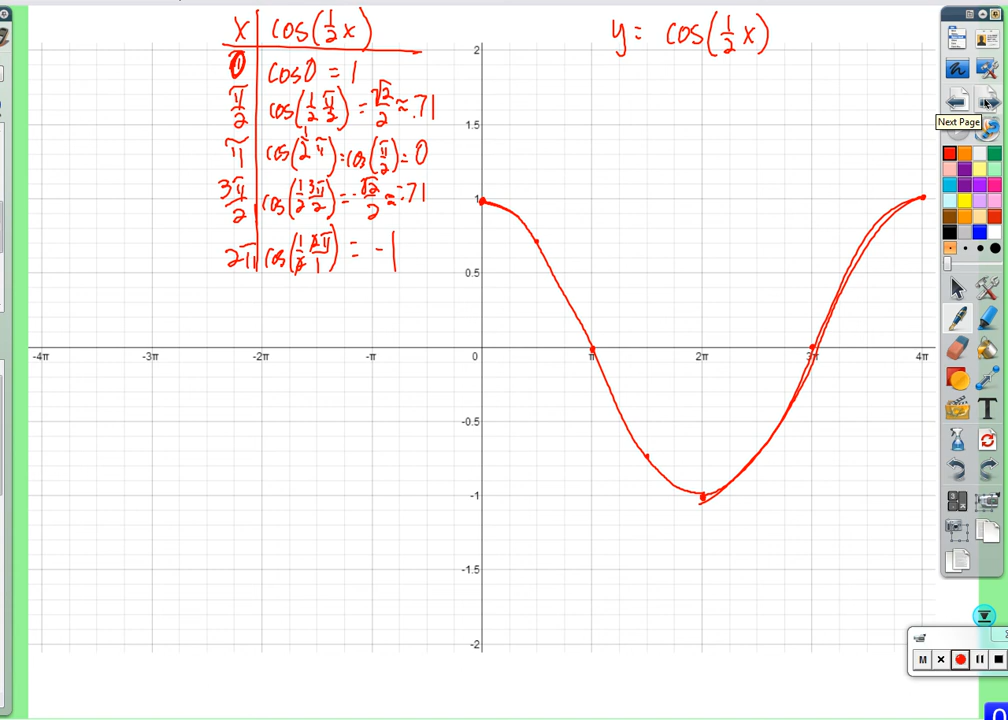 x cos(½x)
y = cos(½x)
0 cos 0 = 1
π/2 cos(1/2 π/2) = √2/2 ≈ .71
π cos(1/2 π) = cos(π/2) = 0
3π/2 cos(1/2 3π/2) = -√2/2 ≈ -.71
2π cos(1/2 2π/1) = -1
2
1.5
1
0.5
-4π -3π -2π -π 0 π 2π 3π 4π
-0.5
-1
-1.5
-2
Next Page
T
M